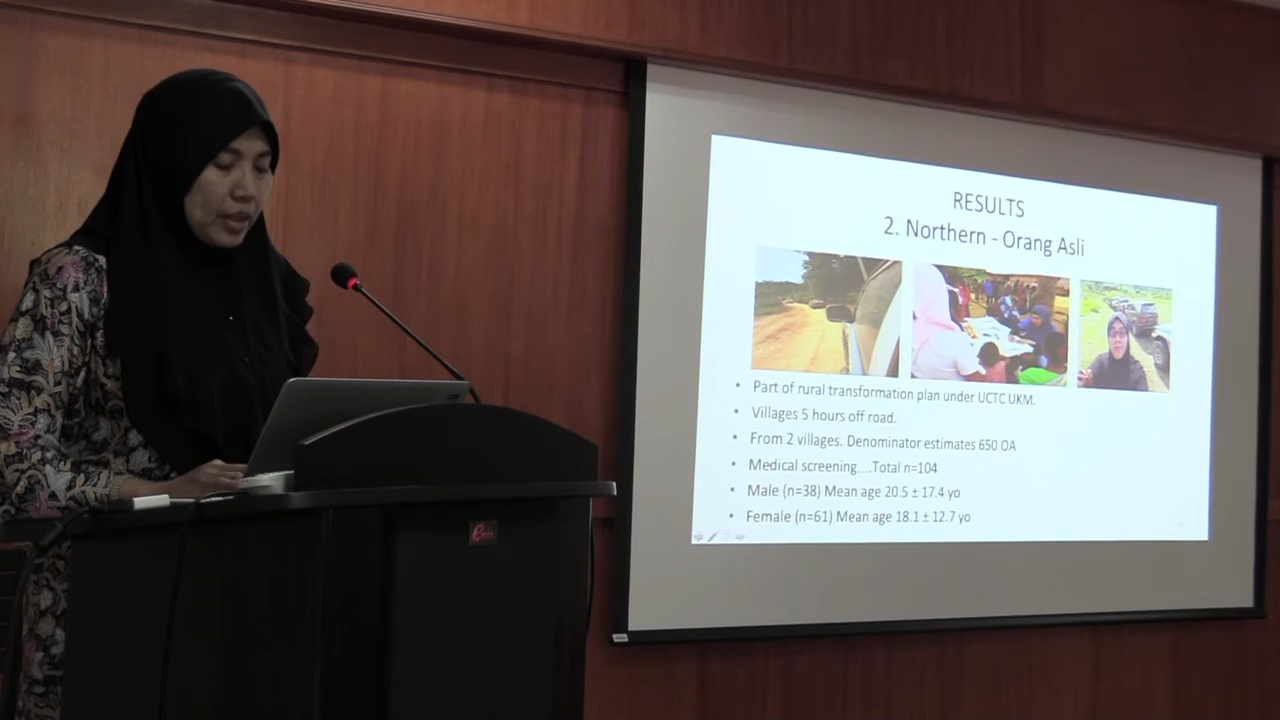 RESULTS
2. Northern - Orang Asli
• Part of rural transformation plan under UCTC UKM.
• Villages 5 hours off road.
• From 2 villages. Denominator estimates 650 OA
• Medical screening....Total n=104
• Male (n=38) Mean age 20.5 ± 17.4 yo
• Female (n=61) Mean age 18.1 ± 12.7 yo